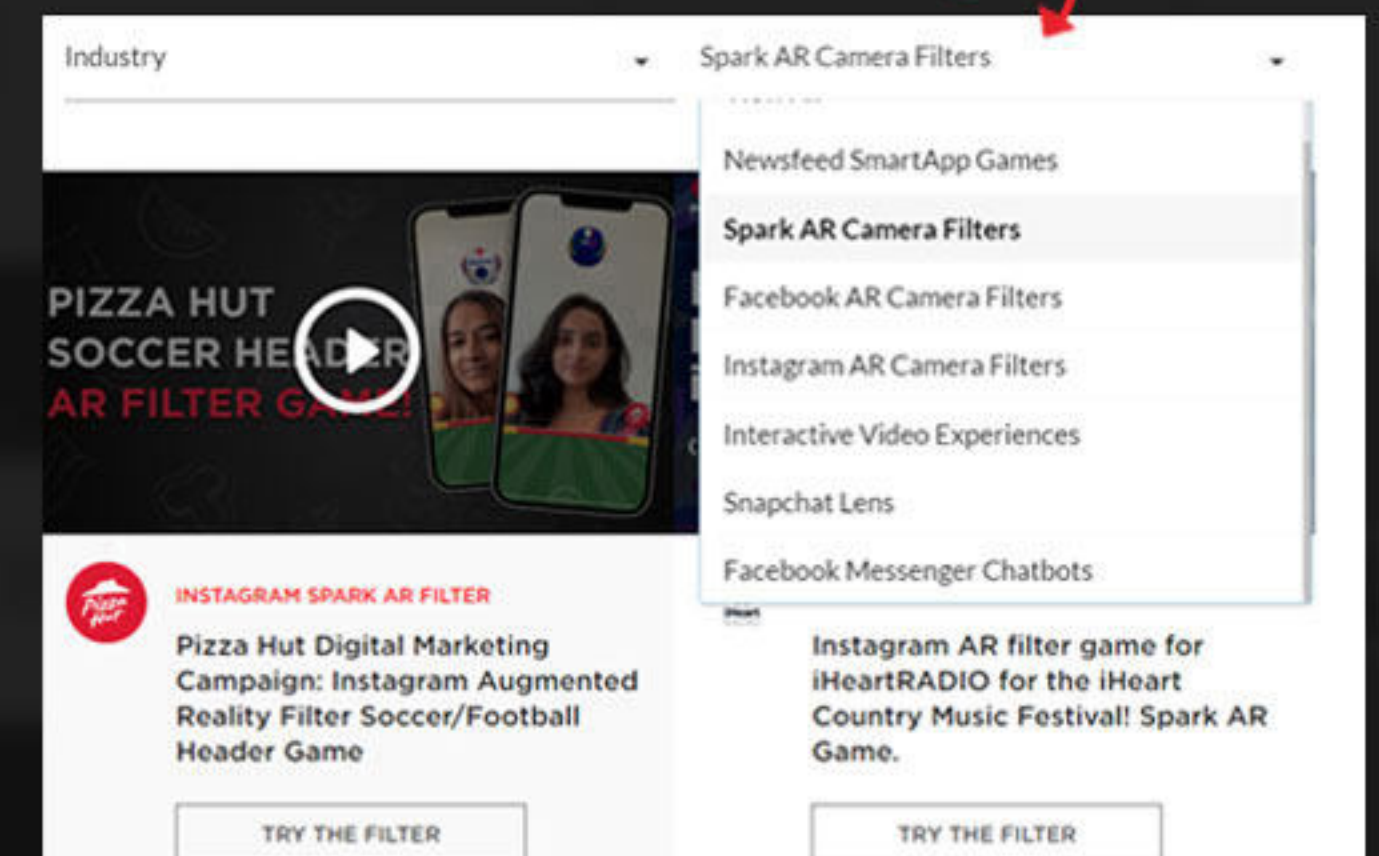 Industry
Spark AR Camera Filters
Newsfeed SmartApp Games
Spark AR Camera Filters
Facebook AR Camera Filters
Instagram AR Camera Filters
Interactive Video Experiences
Snapchat Lens
Facebook Messenger Chatbots
PIZZA HUT
SOCCER HEADER
AR FILTER GAME!
Pizza
Hut
INSTAGRAM SPARK AR FILTER
Pizza Hut Digital Marketing
Campaign: Instagram Augmented
Reality Filter Soccer/Football
Header Game
TRY THE FILTER
iHeart
Instagram AR filter game for
iHeartRADIO for the iHeart
Country Music Festival! Spark AR
Game.
TRY THE FILTER